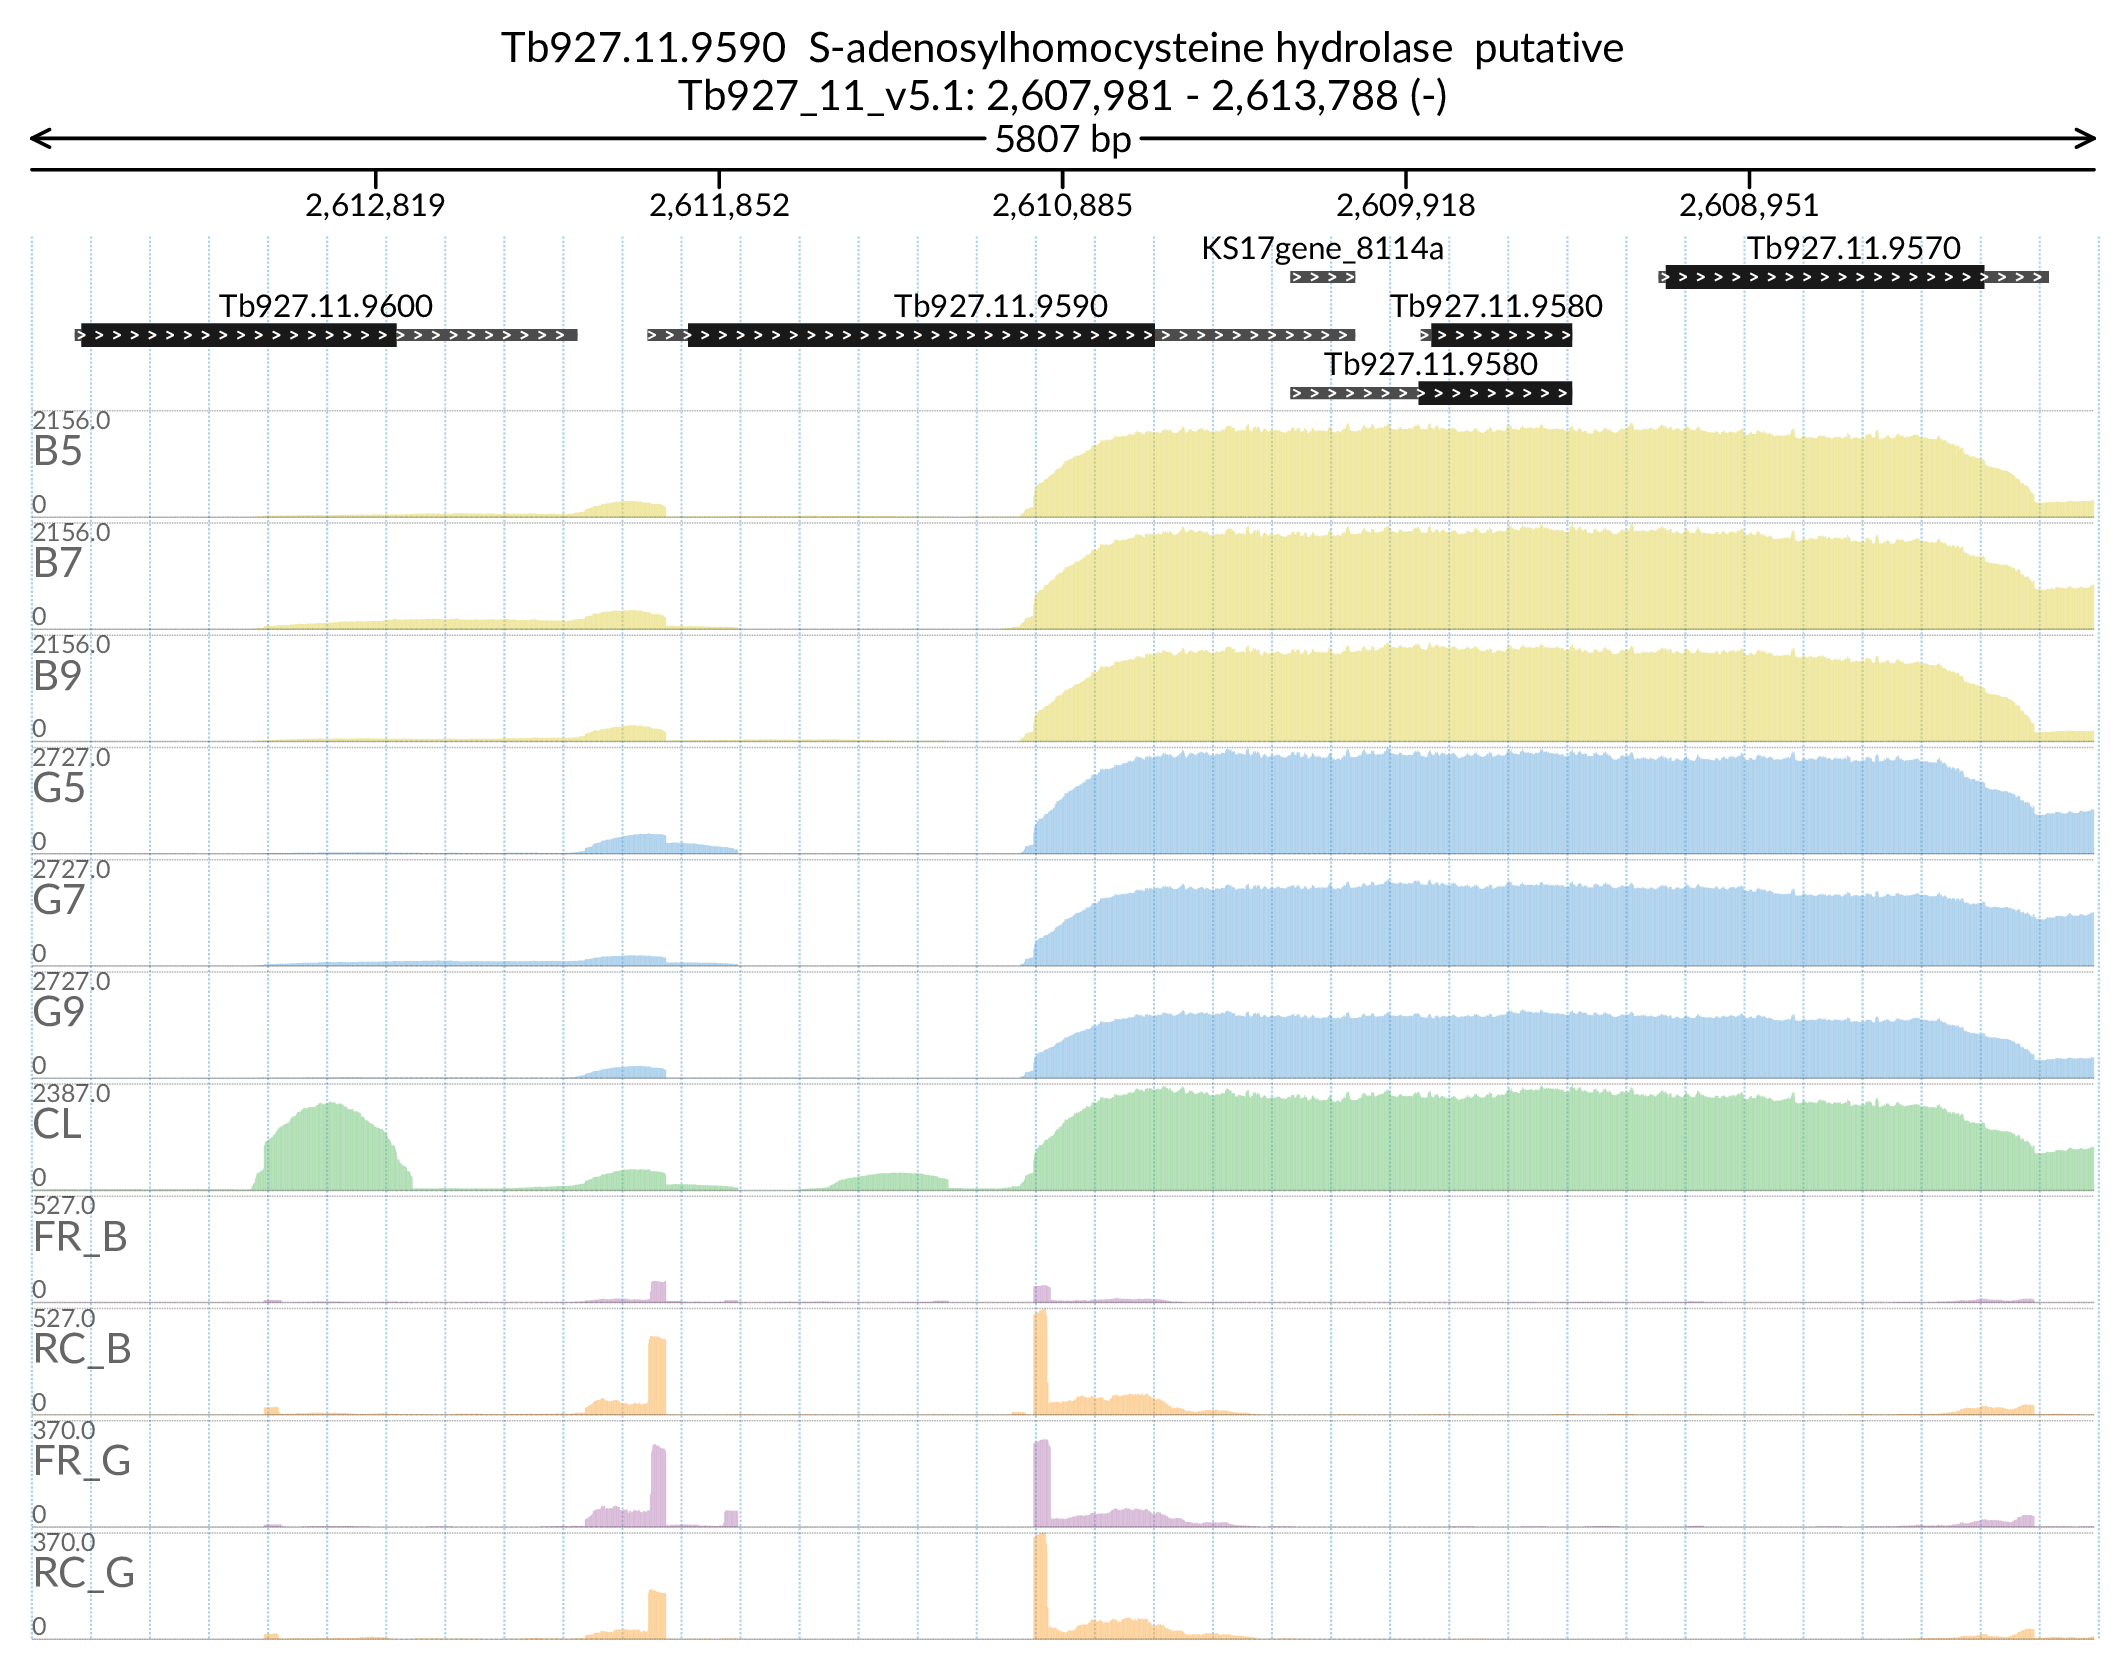 Tb927.11.9590  S-adenosylhomocysteine hydrolase  putative
Tb927_11_v5.1: 2,607,981 - 2,613,788 (-)
5807 bp
2,612,819 2,611,852 2,610,885 2,609,918 2,608,951
KS17gene_8114a Tb927.11.9570
Tb927.11.9600 Tb927.11.9590 Tb927.11.9580
Tb927.11.9580
2156.0
B5
0
2156.0
B7
0
2156.0
B9
0
2727.0
G5
0
2727.0
G7
0
2727.0
G9
0
2387.0
CL
0
527.0
FR_B
0
527.0
RC_B
0
370.0
FR_G
0
370.0
RC_G
0